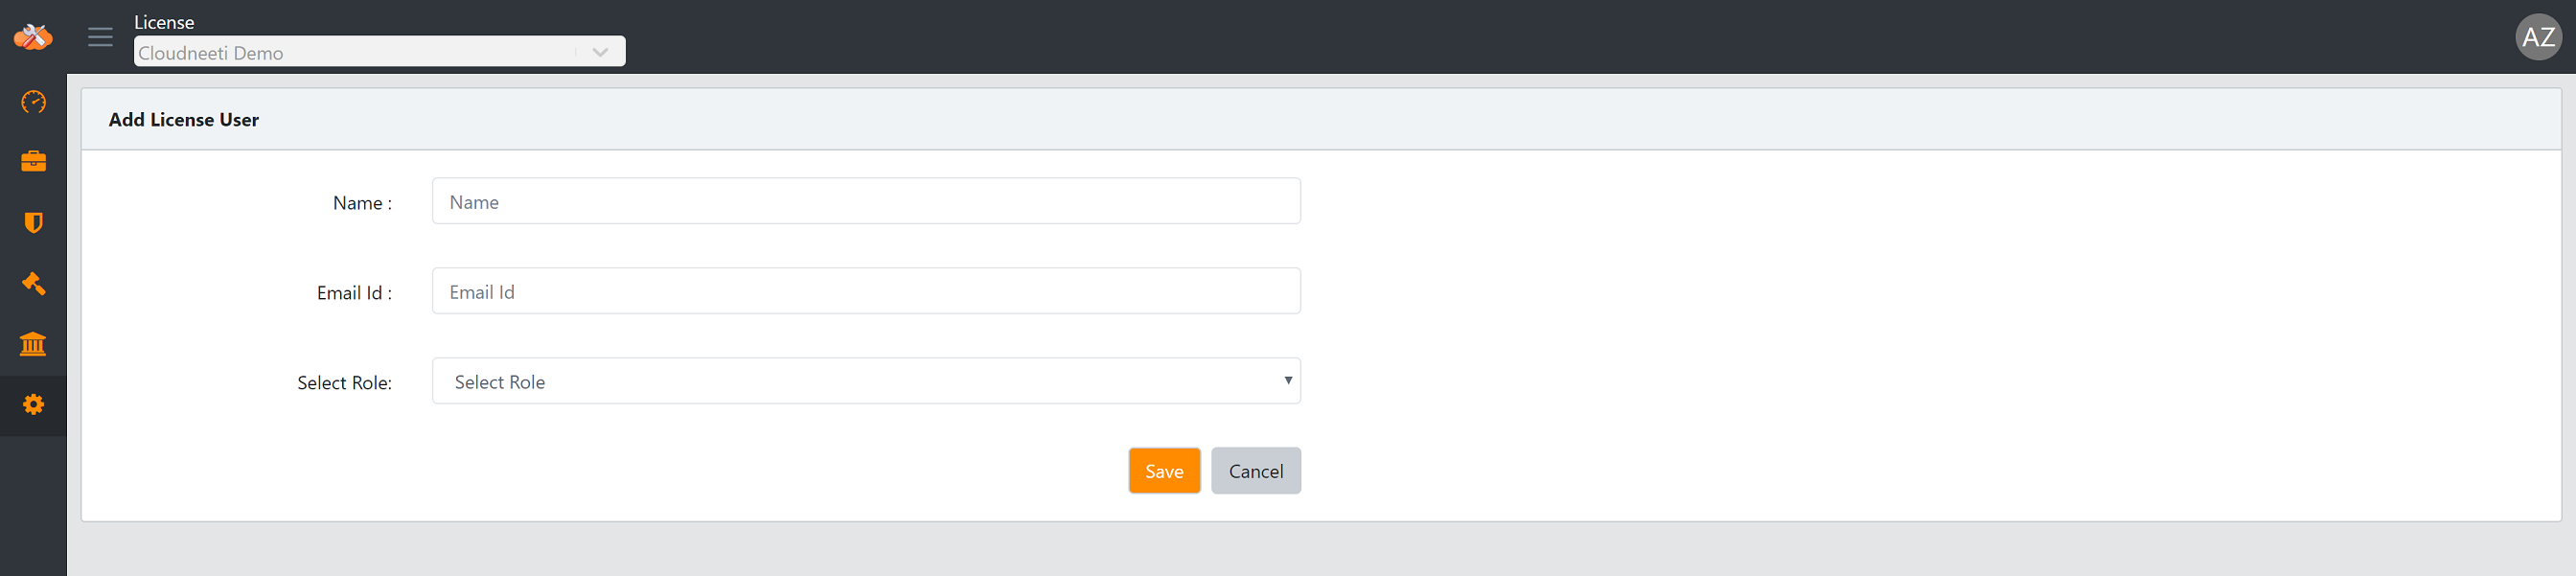 License
Cloudneeti Demo
AZ
Add License User
Name :
Name
Email Id :
Email Id
Select Role:
Select Role
Save
Cancel